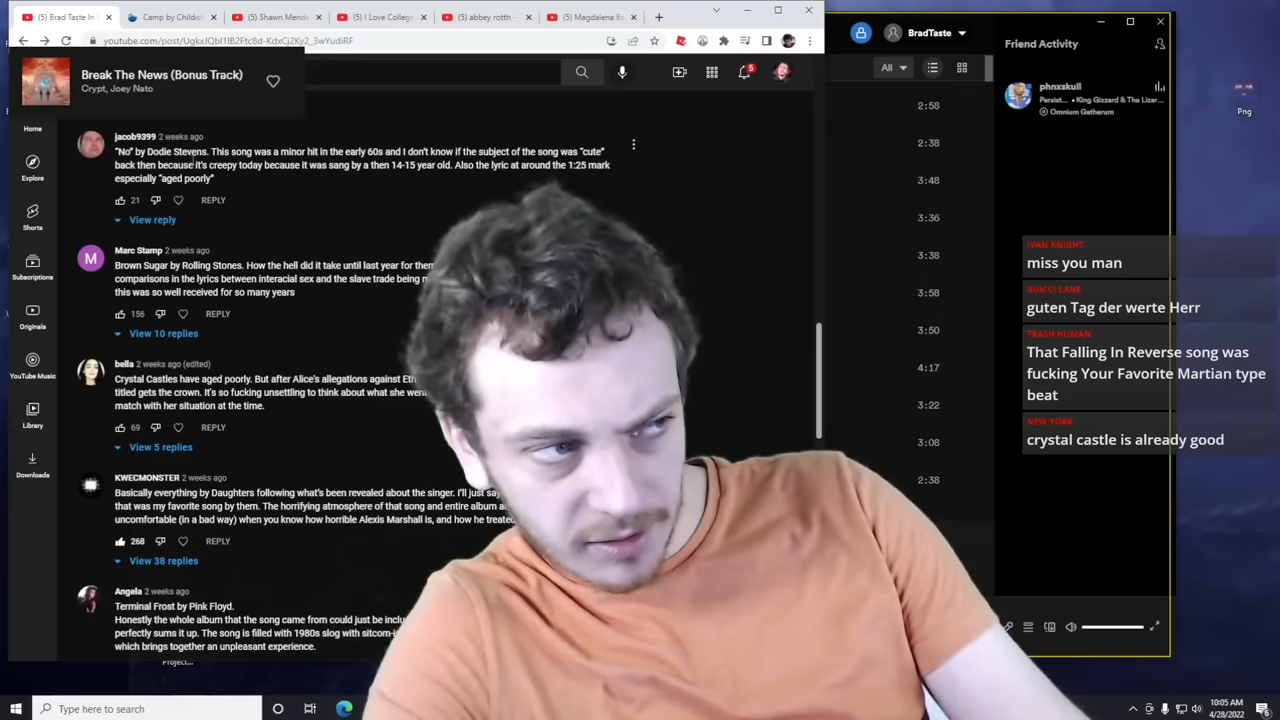 Brad Taste In
Camp by Childish
Shawn Mende
I Love College
abbey rotth -
Magdalena Ba
youtube.com/post/UgkxJQbI1IB2Ftc8d-KdxCj2Ky2_3wYudiRF
Break The News (Bonus Track)
Crypt, Joey Nato
5
Home
Explore
Shorts
Subscriptions
Originals
YouTube Music
Library
Downloads
jacob9399 2 weeks ago
“No” by Dodie Stevens. This song was a minor hit in the early 60s and I don't know if the subject of the song was “cute”
back then because it's creepy today because it was sang by a then 14-15 year old. Also the lyric at around the 1:25 mark
especially “aged poorly”
21 REPLY
View reply
M
Marc Stamp 2 weeks ago
Brown Sugar by Rolling Stones. How the hell did it take until last year for them
comparisons in the lyrics between interacial sex and the slave trade being
this was so well received for so many years
156 REPLY
View 10 replies
bella 2 weeks ago (edited)
Crystal Castles have aged poorly. But after Alice's allegations against Eth
titled gets the crown. It's so fucking unsettling to think about what she went
match with her situation at the time.
69 REPLY
View 5 replies
KWECMONSTER 2 weeks ago
Basically everything by Daughters following what's been revealed about the singer. I'll just say
that was my favorite song by them. The horrifying atmosphere of that song and entire album
uncomfortable (in a bad way) when you know how horrible Alexis Marshall is, and how he treated
268 REPLY
View 38 replies
Angela 2 weeks ago
Terminal Frost by Pink Floyd.
Honestly the whole album that the song came from could just be inclu
perfectly sums it up. The song is filled with 1980s slog with sitcom-
which brings together an unpleasant experience.
Project...
BradTaste
All
2:58
2:38
3:48
3:36
3:38
3:58
3:50
4:17
3:22
3:08
2:38
Friend Activity
phnxskull
Persist... • King Gizzard & The Lizar...
Omnium Gatherum
Png
IVAN KNIGHT
miss you man
GUICCI LANE
guten Tag der werte Herr
TRASH HUMAN
That Falling In Reverse song was
fucking Your Favorite Martian type
beat
NEW YORK
crystal castle is already good
Type here to search
10:05 AM
4/28/2022
6